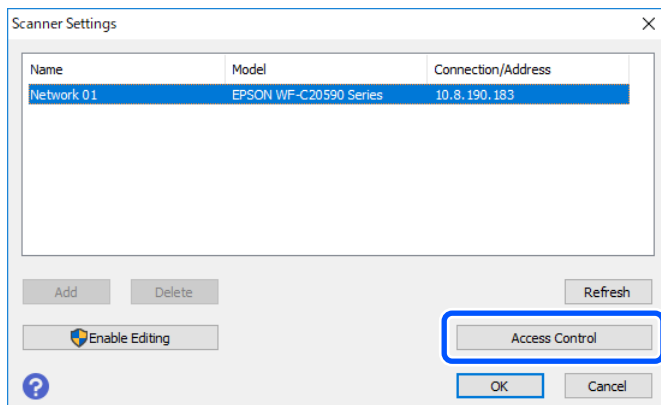 Scanner Settings
Name Model Connection/Address
Network 01 EPSON WF-C20590 Series 10.8.190.183
Add Delete Refresh
Enable Editing Access Control
? OK Cancel